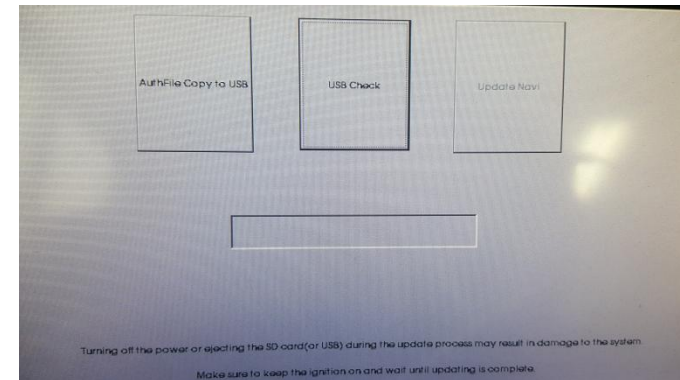 AuthFile Copy to USB
USB Check
Update Navi
Turning off the power or ejecting the SD card(or USB) during the update process may result in damage to the system.
Make sure to keep the ignition on and wait until updating is complete.